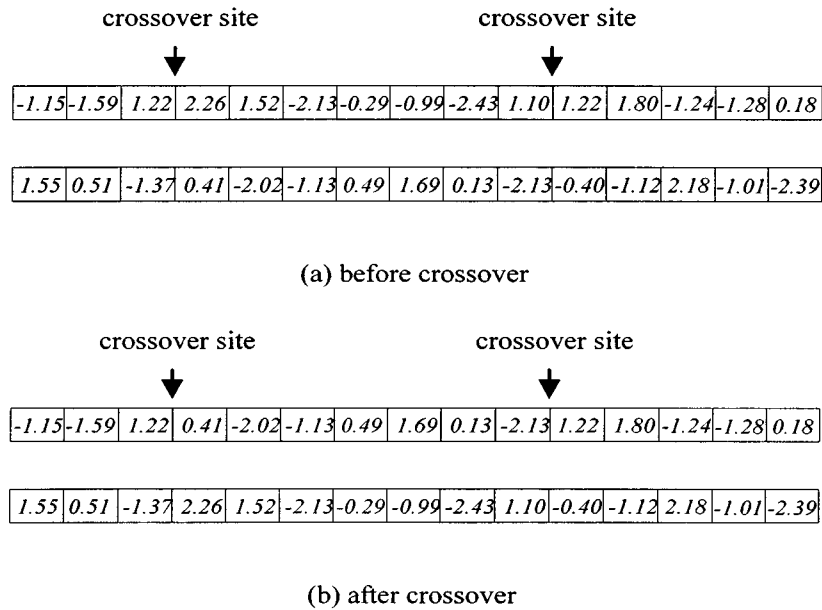 crossover site crossover site
-1.15 -1.59 1.22 2.26 1.52 -2.13 -0.29 -0.99 -2.43 1.10 1.22 1.80 -1.24 -1.28 0.18
1.55 0.51 -1.37 0.41 -2.02 -1.13 0.49 1.69 0.13 -2.13 -0.40 -1.12 2.18 -1.01 -2.39
(a) before crossover
crossover site crossover site
-1.15 -1.59 1.22 0.41 -2.02 -1.13 0.49 1.69 0.13 -2.13 1.22 1.80 -1.24 -1.28 0.18
1.55 0.51 -1.37 2.26 1.52 -2.13 -0.29 -0.99 -2.43 1.10 -0.40 -1.12 2.18 -1.01 -2.39
(b) after crossover